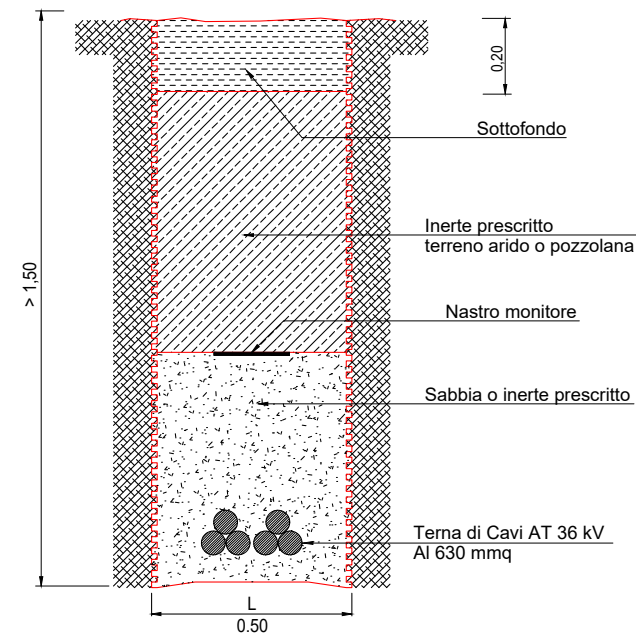 0,20
Sottofondo
Inerte prescritto
terreno arido o pozzolana
> 1,50
Nastro monitore
Sabbia o inerte prescritto
Terna di Cavi AT 36 kV
Al 630 mmq
L
0.50